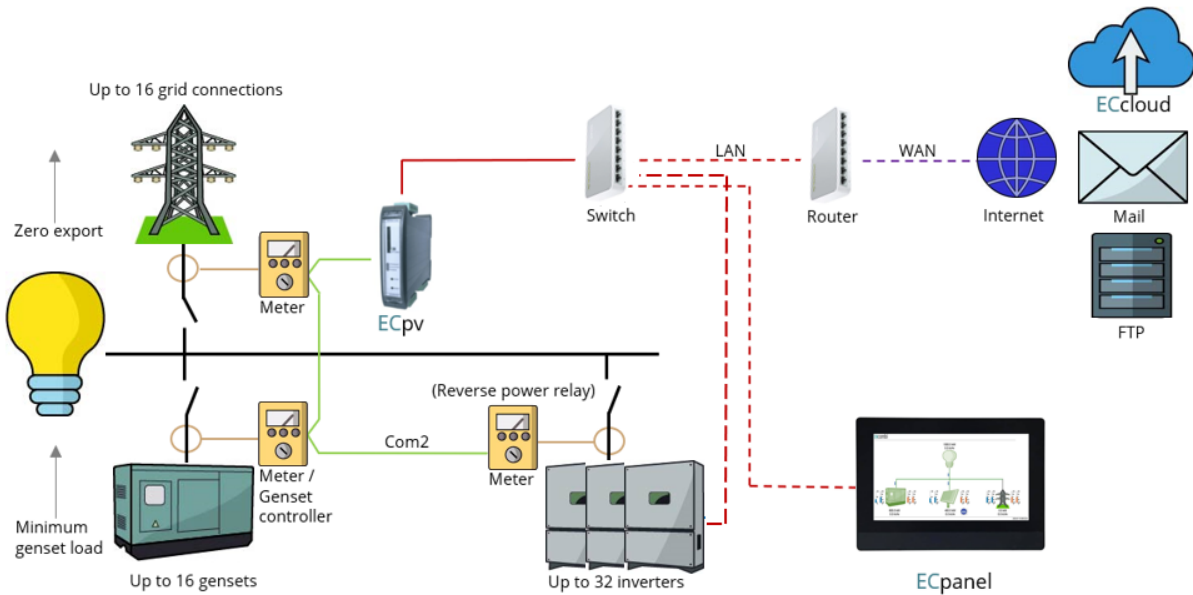 Up to 16 grid connections
ECcloud
LAN
WAN
Zero export
Switch
Router
Internet
Mail
Meter
ECpv
FTP
(Reverse power relay)
Com2
Meter /
Genset
controller
Meter
Minimum
genset load
Up to 16 gensets
Up to 32 inverters
ECpanel